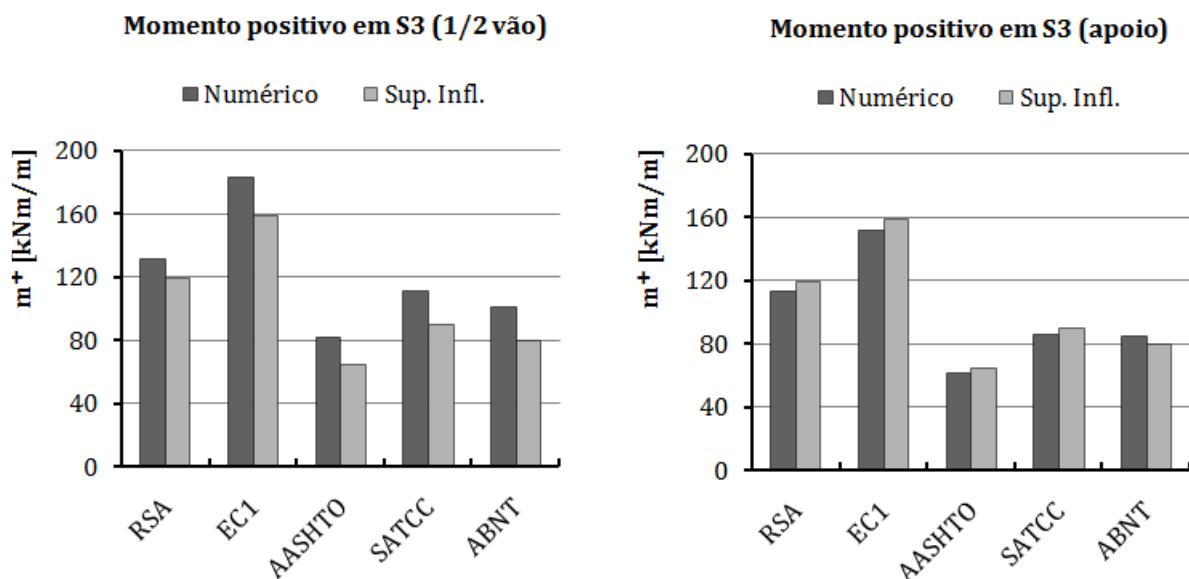 Momento positivo em S3 (1/2 vão)
Numérico Sup. Infl.
m+ [kNm/m]
200
160
120
80
40
0
RSA EC1 AASHTO SATCC ABNT
Momento positivo em S3 (apoio)
Numérico Sup. Infl.
m+ [kNm/m]
200
160
120
80
40
0
RSA EC1 AASHTO SATCC ABNT